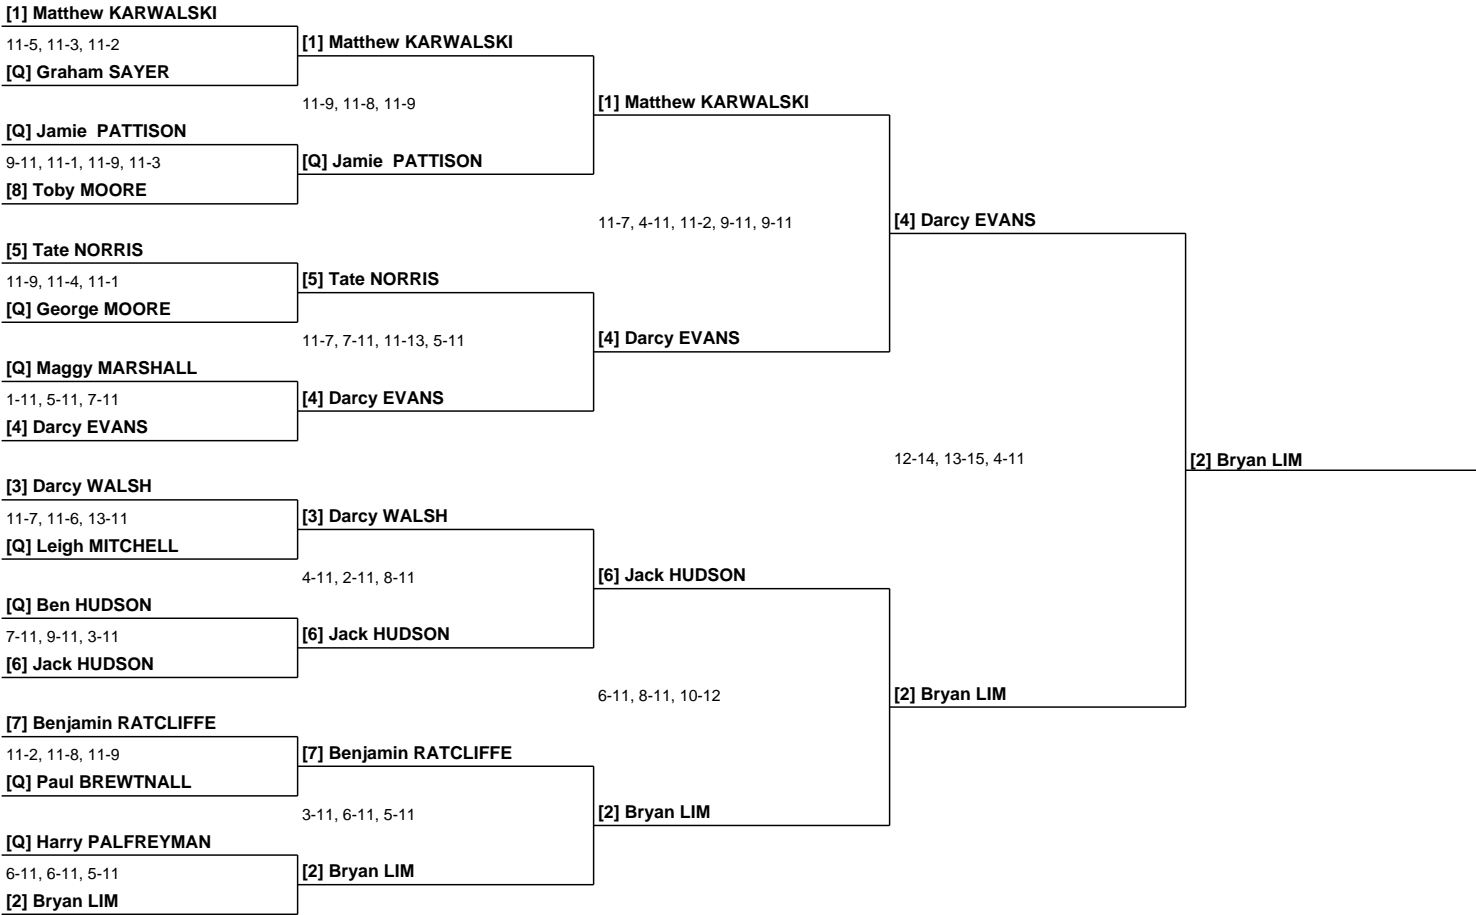 [1] Matthew KARWALSKI
11-5, 11-3, 11-2
[Q] Graham SAYER
[Q] Jamie  PATTISON
9-11, 11-1, 11-9, 11-3
[8] Toby MOORE
[5] Tate NORRIS
11-9, 11-4, 11-1
[Q] George MOORE
[Q] Maggy MARSHALL
1-11, 5-11, 7-11
[4] Darcy EVANS
[3] Darcy WALSH
11-7, 11-6, 13-11
[Q] Leigh MITCHELL
[Q] Ben HUDSON
7-11, 9-11, 3-11
[6] Jack HUDSON
[7] Benjamin RATCLIFFE
11-2, 11-8, 11-9
[Q] Paul BREWTNALL
[Q] Harry PALFREYMAN
6-11, 6-11, 5-11
[2] Bryan LIM
[1] Matthew KARWALSKI
11-9, 11-8, 11-9
[Q] Jamie  PATTISON
[5] Tate NORRIS
11-7, 7-11, 11-13, 5-11
[4] Darcy EVANS
[3] Darcy WALSH
4-11, 2-11, 8-11
[6] Jack HUDSON
[7] Benjamin RATCLIFFE
3-11, 6-11, 5-11
[2] Bryan LIM
[1] Matthew KARWALSKI
11-7, 4-11, 11-2, 9-11, 9-11
[4] Darcy EVANS
[6] Jack HUDSON
6-11, 8-11, 10-12
[2] Bryan LIM
[4] Darcy EVANS
12-14, 13-15, 4-11
[2] Bryan LIM
[2] Bryan LIM